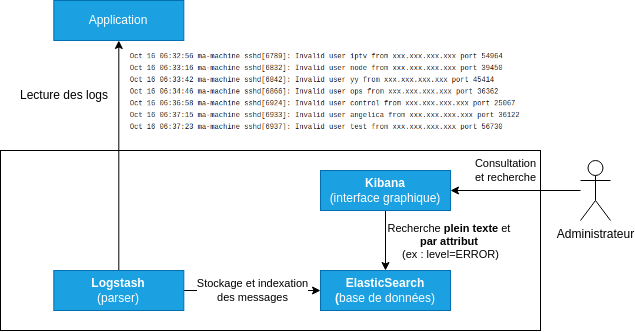 Application
Oct 16 06:32:56 ma-machine sshd[6789]: Invalid user iptv from xxx.xxx.xxx.xxx port 54964
Oct 16 06:33:16 ma-machine sshd[6832]: Invalid user node from xxx.xxx.xxx.xxx port 39450
Oct 16 06:33:42 ma-machine sshd[6842]: Invalid user yy from xxx.xxx.xxx.xxx port 45414
Oct 16 06:34:46 ma-machine sshd[6866]: Invalid user ops from xxx.xxx.xxx.xxx port 36362
Oct 16 06:36:58 ma-machine sshd[6924]: Invalid user control from xxx.xxx.xxx.xxx port 25067
Oct 16 06:37:15 ma-machine sshd[6933]: Invalid user angelica from xxx.xxx.xxx.xxx port 36122
Oct 16 06:37:23 ma-machine sshd[6937]: Invalid user test from xxx.xxx.xxx.xxx port 56730
Lecture des logs
Consultation
et recherche
Kibana
(interface graphique)
Administrateur
Recherche plein texte et
par attribut
(ex : level=ERROR)
Logstash
(parser)
Stockage et indexation
des messages
ElasticSearch
(base de données)